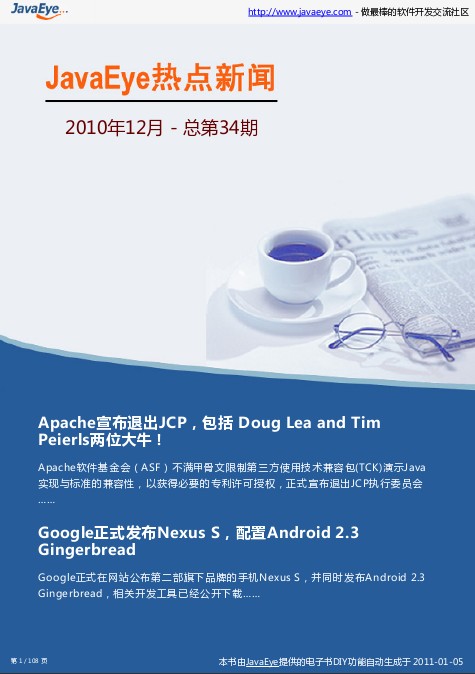 JavaEye...
http://www.javaeye.com - 做最棒的软件开发交流社区
JavaEye热点新闻
2010年12月 - 总第34期
Times
Apache宣布退出JCP，包括 Doug Lea and Tim
Peierls两位大牛！
Apache软件基金会（ASF）不满甲骨文限制第三方使用技术兼容包(TCK)演示Java
实现与标准的兼容性，以获得必要的专利许可授权，正式宣布退出JCP执行委员会
……
Google正式发布Nexus S，配置Android 2.3
Gingerbread
Google正式在网站公布第二部旗下品牌的手机Nexus S，并同时发布Android 2.3
Gingerbread，相关开发工具已经公开下载……
第 1 / 108 页
本书由JavaEye提供的电子书DIY功能自动生成于 2011-01-05